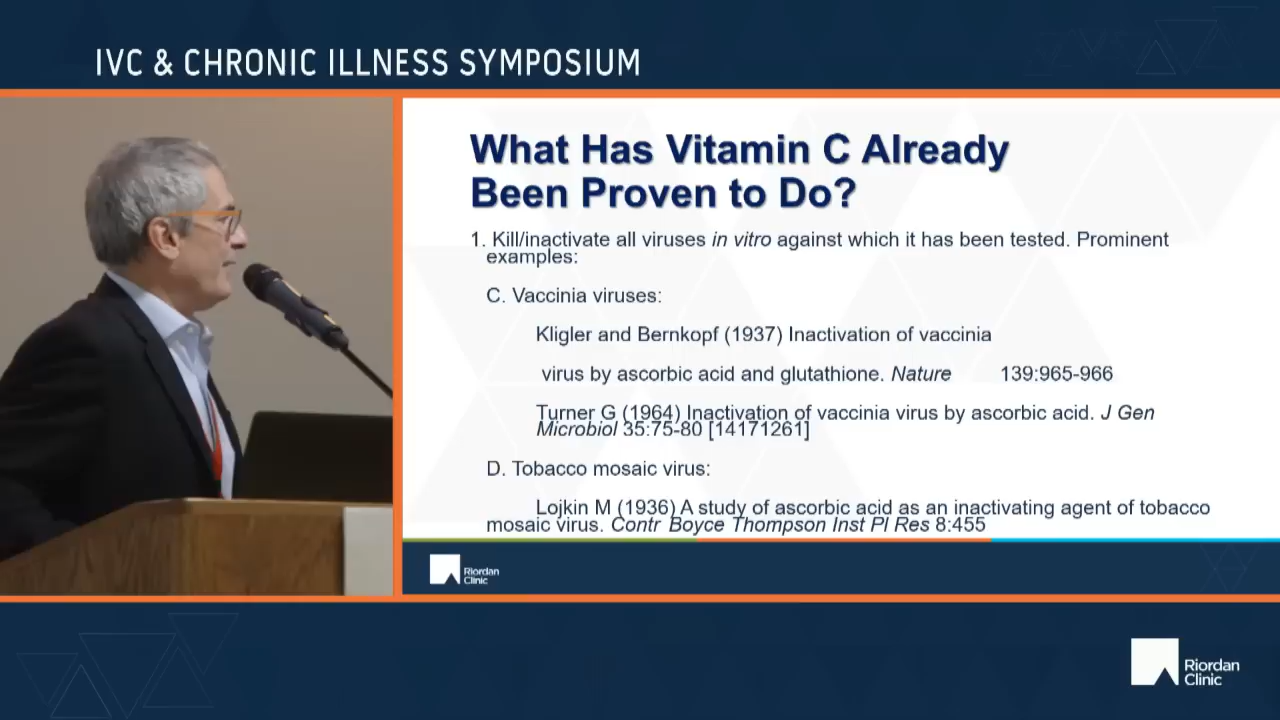 IVC & CHRONIC ILLNESS SYMPOSIUM
What Has Vitamin C Already
Been Proven to Do?
1. Kill/inactivate all viruses in vitro against which it has been tested. Prominent
examples:
C. Vaccinia viruses:
Kligler and Bernkopf (1937) Inactivation of vaccinia
virus by ascorbic acid and glutathione. Nature 139:965-966
Turner G (1964) Inactivation of vaccinia virus by ascorbic acid. J Gen
Microbiol 35:75-80 [14171261]
D. Tobacco mosaic virus:
Lojkin M (1936) A study of ascorbic acid as an inactivating agent of tobacco
mosaic virus. Contr Boyce Thompson Inst Pl Res 8:455
Riordan
Clinic
Riordan
Clinic